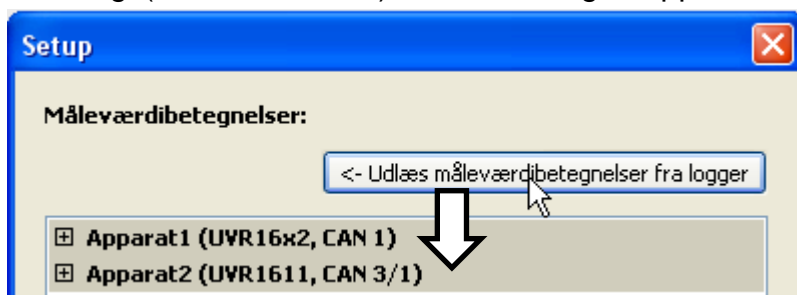 Setup
Måleværdibetegnelser:
<- Udlæs måleværdibetegnelser fra logger
Apparat1 (UVR16x2, CAN 1)
Apparat2 (UVR1611, CAN 3/1)